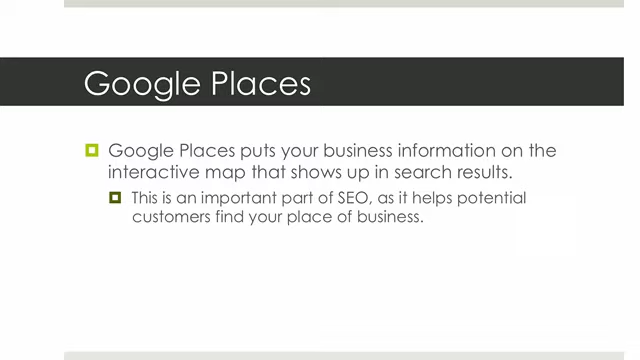 Google Places
Google Places puts your business information on the
interactive map that shows up in search results.
This is an important part of SEO, as it helps potential
customers find your place of business.